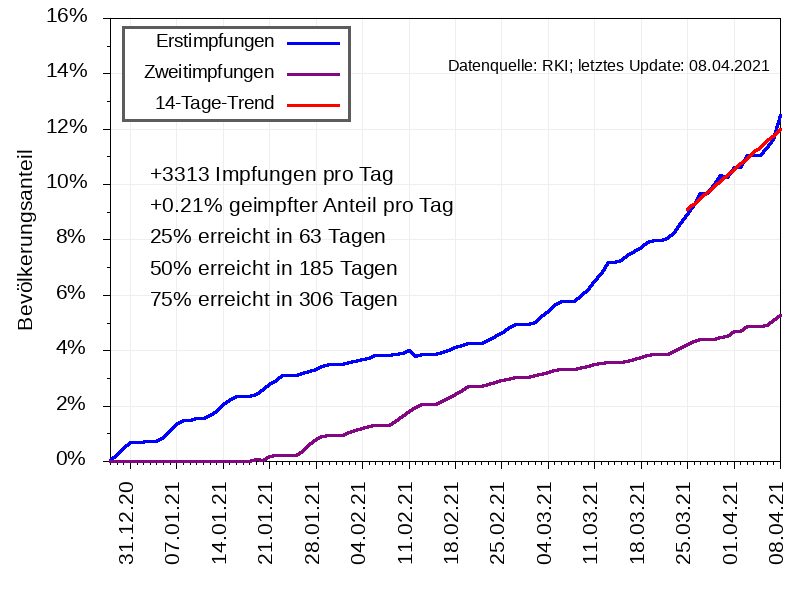 16%
14%
12%
10%
8%
6%
4%
2%
0%
Bevölkerungsanteil
Erstimpfungen
Zweitimpfungen
14-Tage-Trend
Datenquelle: RKI; letztes Update: 08.04.2021
+3313 Impfungen pro Tag
+0.21% geimpfter Anteil pro Tag
25% erreicht in 63 Tagen
50% erreicht in 185 Tagen
75% erreicht in 306 Tagen
31.12.20
07.01.21
14.01.21
21.01.21
28.01.21
04.02.21
11.02.21
18.02.21
25.02.21
04.03.21
11.03.21
18.03.21
25.03.21
01.04.21
08.04.21